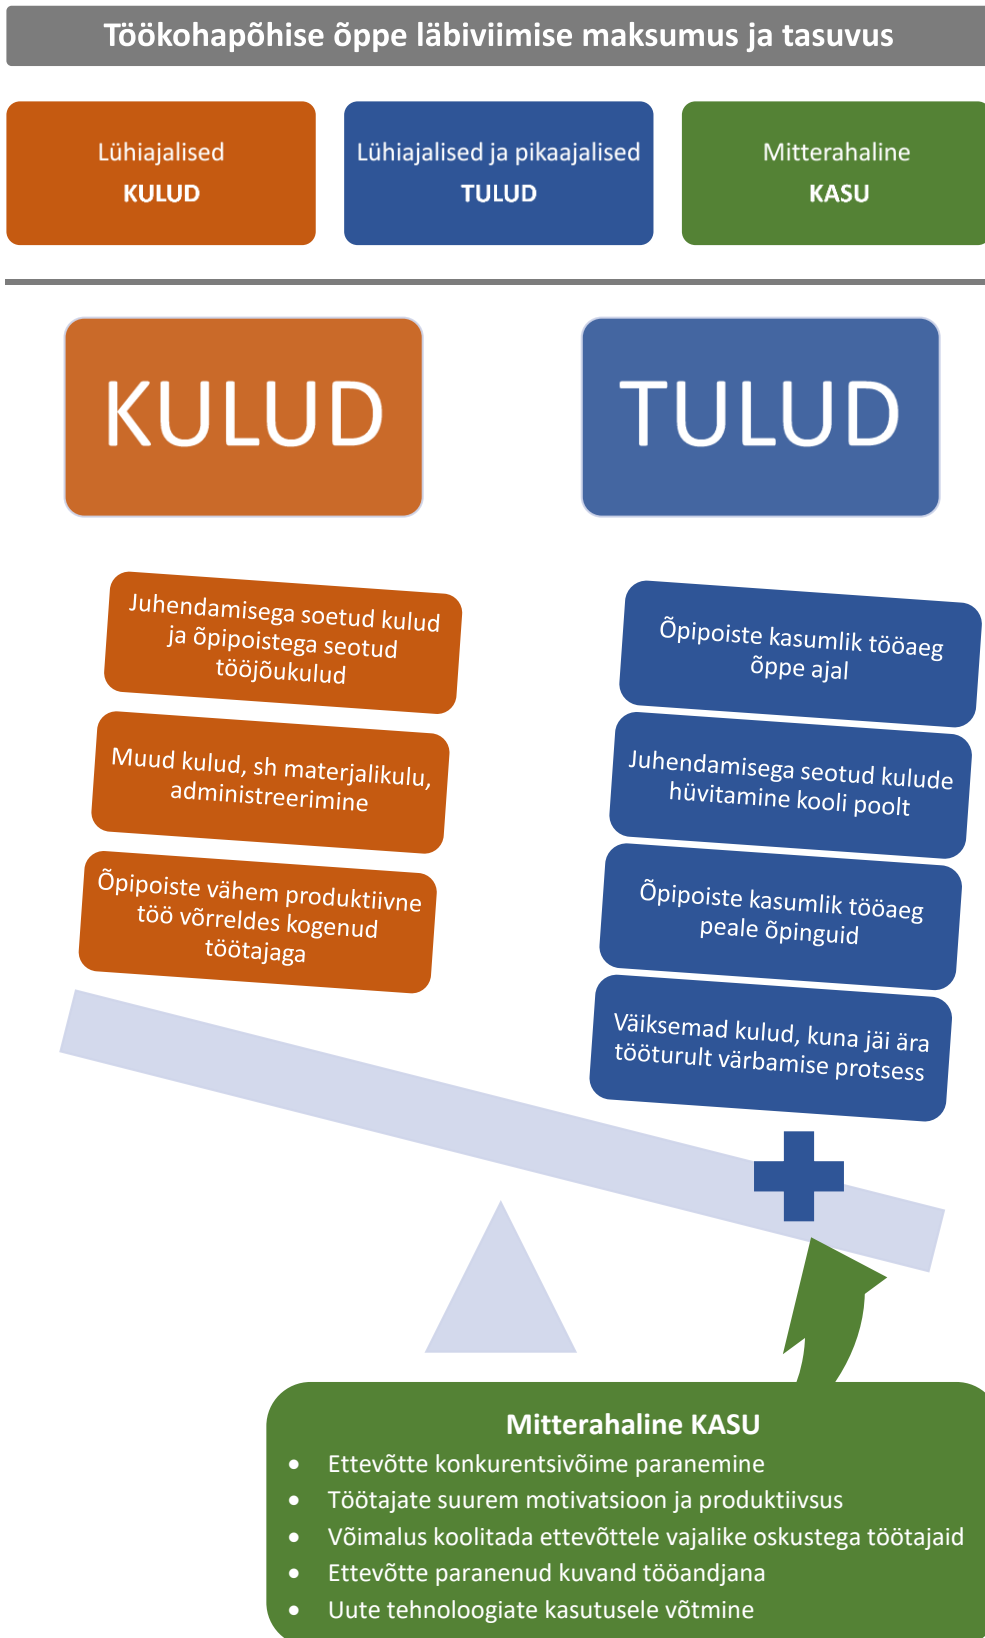 Töökohapõhise õppe läbiviimise maksumus ja tasuvus
Lühiajalised
KULUD
Lühiajalised ja pikaajalised
TULUD
Mitterahaline
KASU
KULUD
TULUD
Juhendamisega soetud kulud
ja õpipoistega seotud
tööjõukulud
Muud kulud, sh materjalikulu,
administreerimine
Õpipoiste vähem produktiivne
töö võrreldes kogenud
töötajaga
Õpipoiste kasumlik tööaeg
õppe ajal
Juhendamisega seotud kulude
hüvitamine kooli poolt
Õpipoiste kasumlik tööaeg
peale õpinguid
Väiksemad kulud, kuna jäi ära
tööturult värbamise protsess
Mitterahaline KASU
• Ettevõtte konkurentsivõime paranemine
• Töötajate suurem motivatsioon ja produktiivsus
• Võimalus koolitada ettevõttele vajalike oskustega töötajaid
• Ettevõtte paranenud kuvand tööandjana
• Uute tehnoloogiate kasutusele võtmine